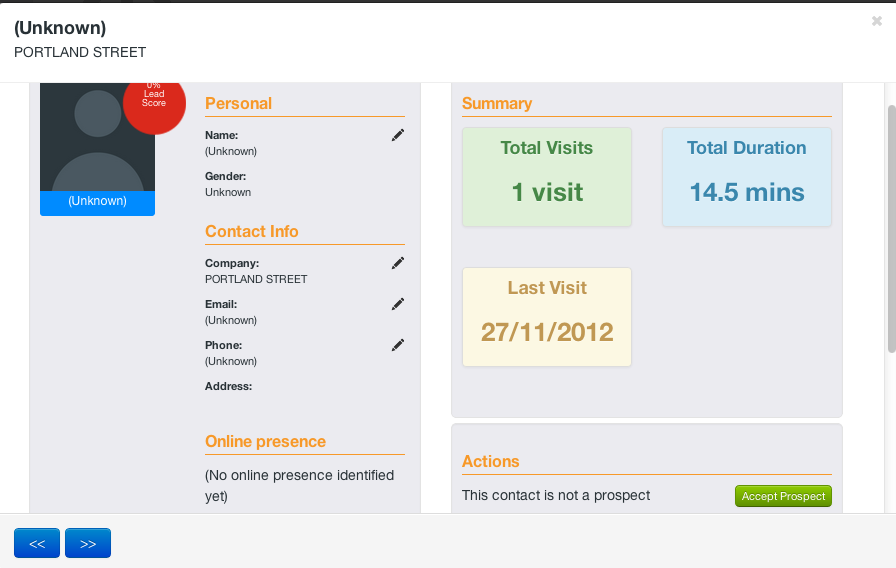 (Unknown)
PORTLAND STREET
0%
Lead
Score
(Unknown)
Personal
Name:
(Unknown)
Gender:
Unknown
Contact Info
Company:
PORTLAND STREET
Email:
(Unknown)
Phone:
(Unknown)
Address:
Online presence
(No online presence identified
yet)
Summary
Total Visits
1 visit
Total Duration
14.5 mins
Last Visit
27/11/2012
Actions
This contact is not a prospect
Accept Prospect
<< >>